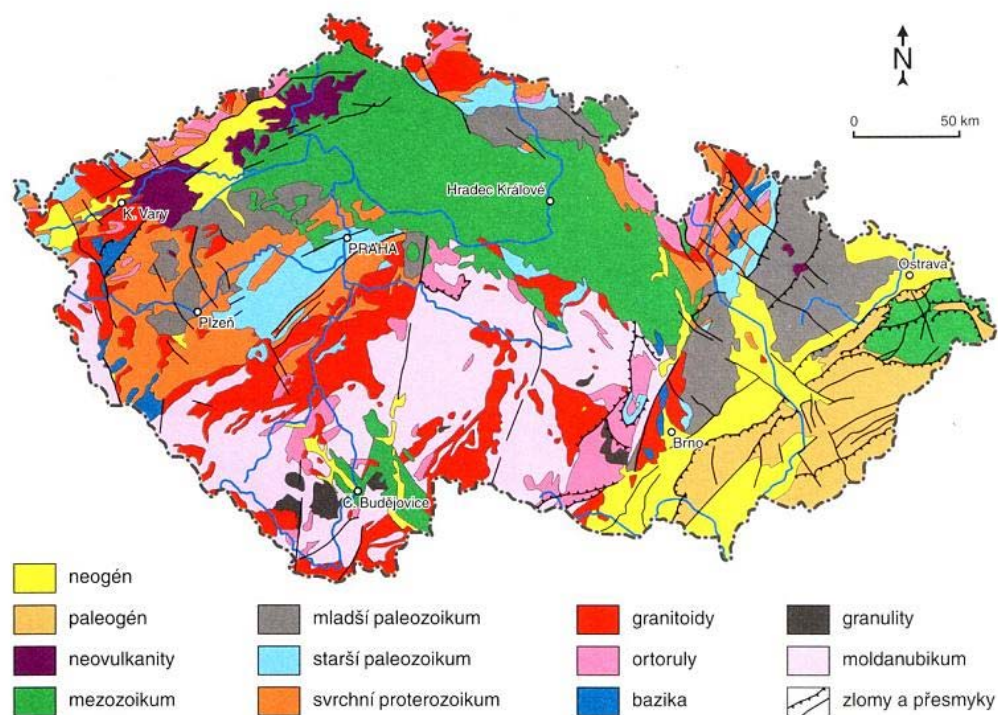 N
0 50 km
Hradec Králové
K. Vary
PRAHA
Ostrava
Plzeň
Brno
Č. Budějovice
neogén
paleogén
neovulkanity
mezozoikum
mladší paleozoikum
starší paleozoikum
svrchní proterozoikum
granitoidy
ortoruly
bazika
granulity
moldanubikum
zlomy a přesmyky